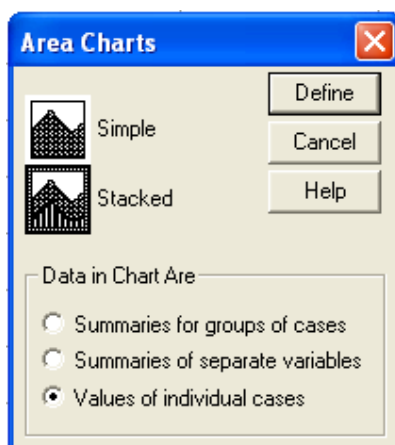 Area Charts
Simple
Stacked
Define
Cancel
Help
Data in Chart Are
Summaries for groups of cases
Summaries of separate variables
Values of individual cases